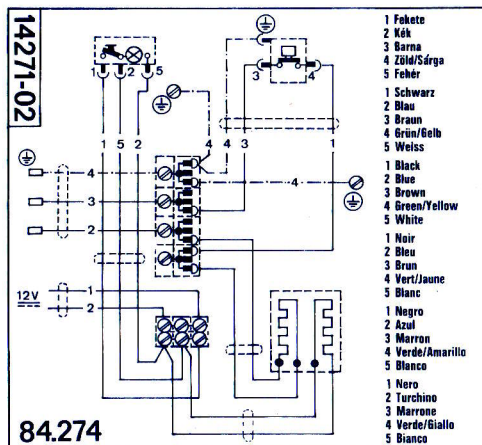 14271-02
1 2 5
3 4
1 5 2 4 4 3 1
4
4
3
2
12V
1
2
84.274
1 Fekete
2 Kék
3 Barna
4 Zöld/Sárga
5 Fehér
1 Schwarz
2 Blau
3 Braun
4 Grün/Gelb
5 Weiss
1 Black
2 Blue
3 Brown
4 Green/Yellow
5 White
1 Noir
2 Bleu
3 Brun
4 Vert/Jaune
5 Blanc
1 Negro
2 Azul
3 Marron
4 Verde/Amarillo
5 Blanco
1 Nero
2 Turchino
3 Marrone
4 Verde/Giallo
5 Bianco